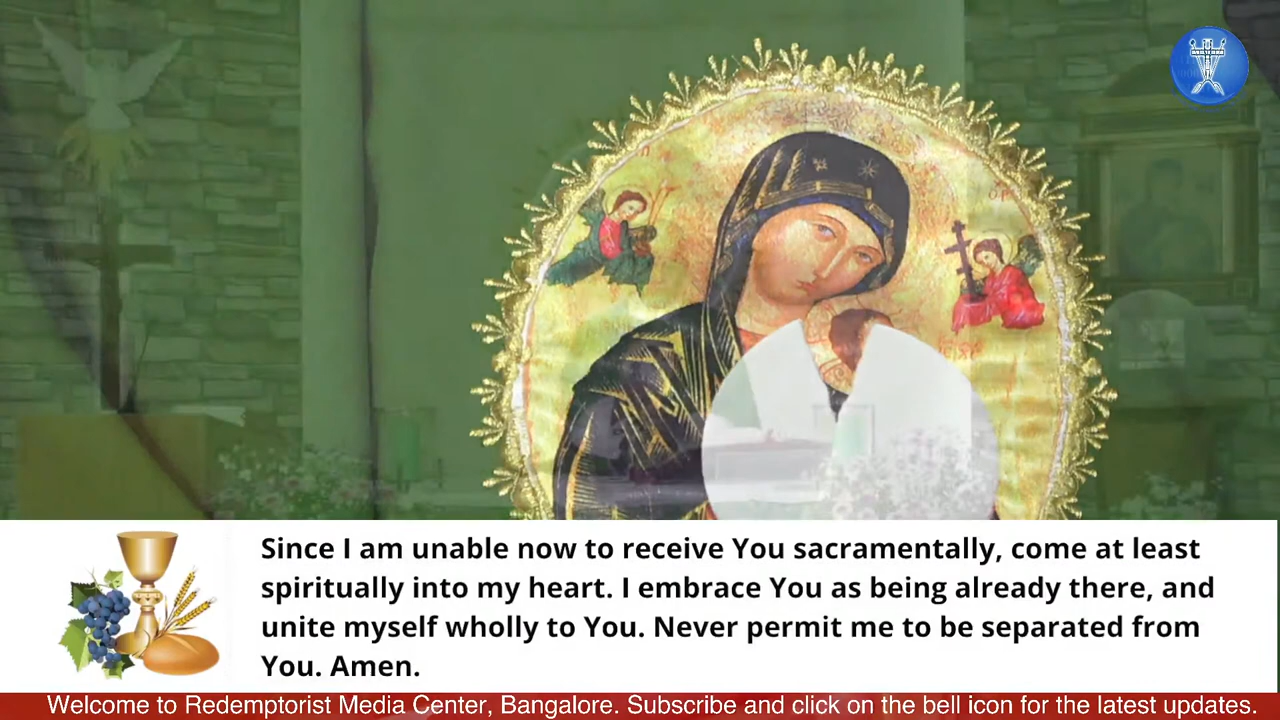 Since I am unable now to receive You sacramentally, come at least
spiritually into my heart. I embrace You as being already there, and
unite myself wholly to You. Never permit me to be separated from
You. Amen.
Welcome to Redemptorist Media Center, Bangalore. Subscribe and click on the bell icon for the latest updates.